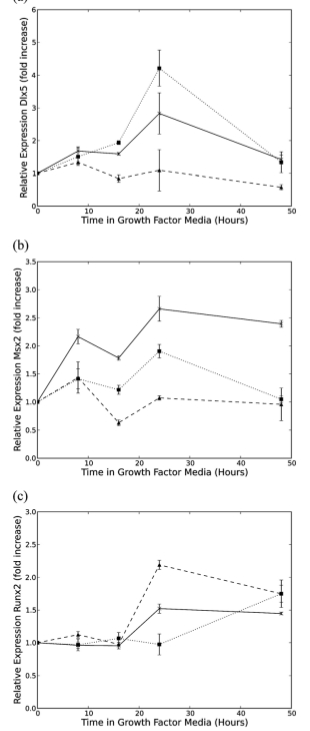 (a)
6
5
4
3
2
1
0
Relative Expression Dlx5 (fold increase)
0 10 20 30 40 50
Time in Growth Factor Media (Hours)
(b)
3.5
3.0
2.5
2.0
1.5
1.0
0.5
0.0
Relative Expression Msx2 (fold increase)
0 10 20 30 40 50
Time in Growth Factor Media (Hours)
(c)
3.0
2.5
2.0
1.5
1.0
0.5
0.0
Relative Expression Runx2 (fold increase)
0 10 20 30 40 50
Time in Growth Factor Media (Hours)